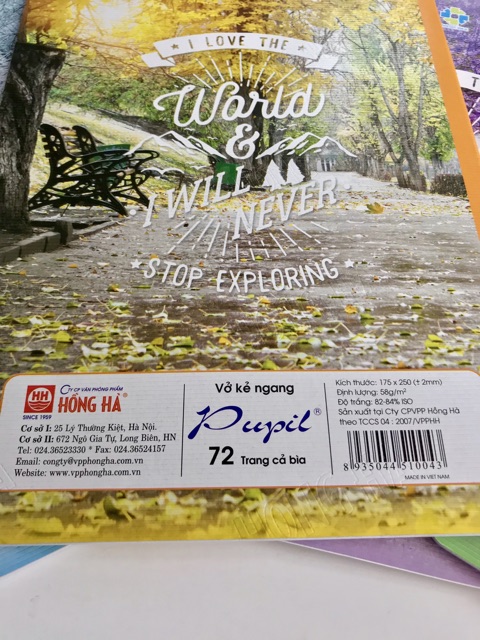 I LOVE THE
World
&
I WILL
NEVER
STOP EXPLORING
HH
SINCE 1959
CTY CP VĂN PHÒNG PHẨM
HỒNG HÀ®
Cơ sở I: 25 Lý Thường Kiệt, Hà Nội.
Cơ sở II: 672 Ngô Gia Tự, Long Biên, HN
Tel: 024.36523330 * Fax: 024.36524157
Email: congty@vpphongha.com.vn
Website: www.vpphongha.com.vn
Vở kẻ ngang
Pupil®
72 Trang cả bìa
Kích thước: 175 x 250 (± 2mm)
Định lượng: 58g/m²
Độ trắng: 82-84% ISO
Sản xuất tại Cty CPVPP Hồng Hà
theo TCCS 04 : 2007/VPPHH
8935044510043
MADE IN VIET NAM